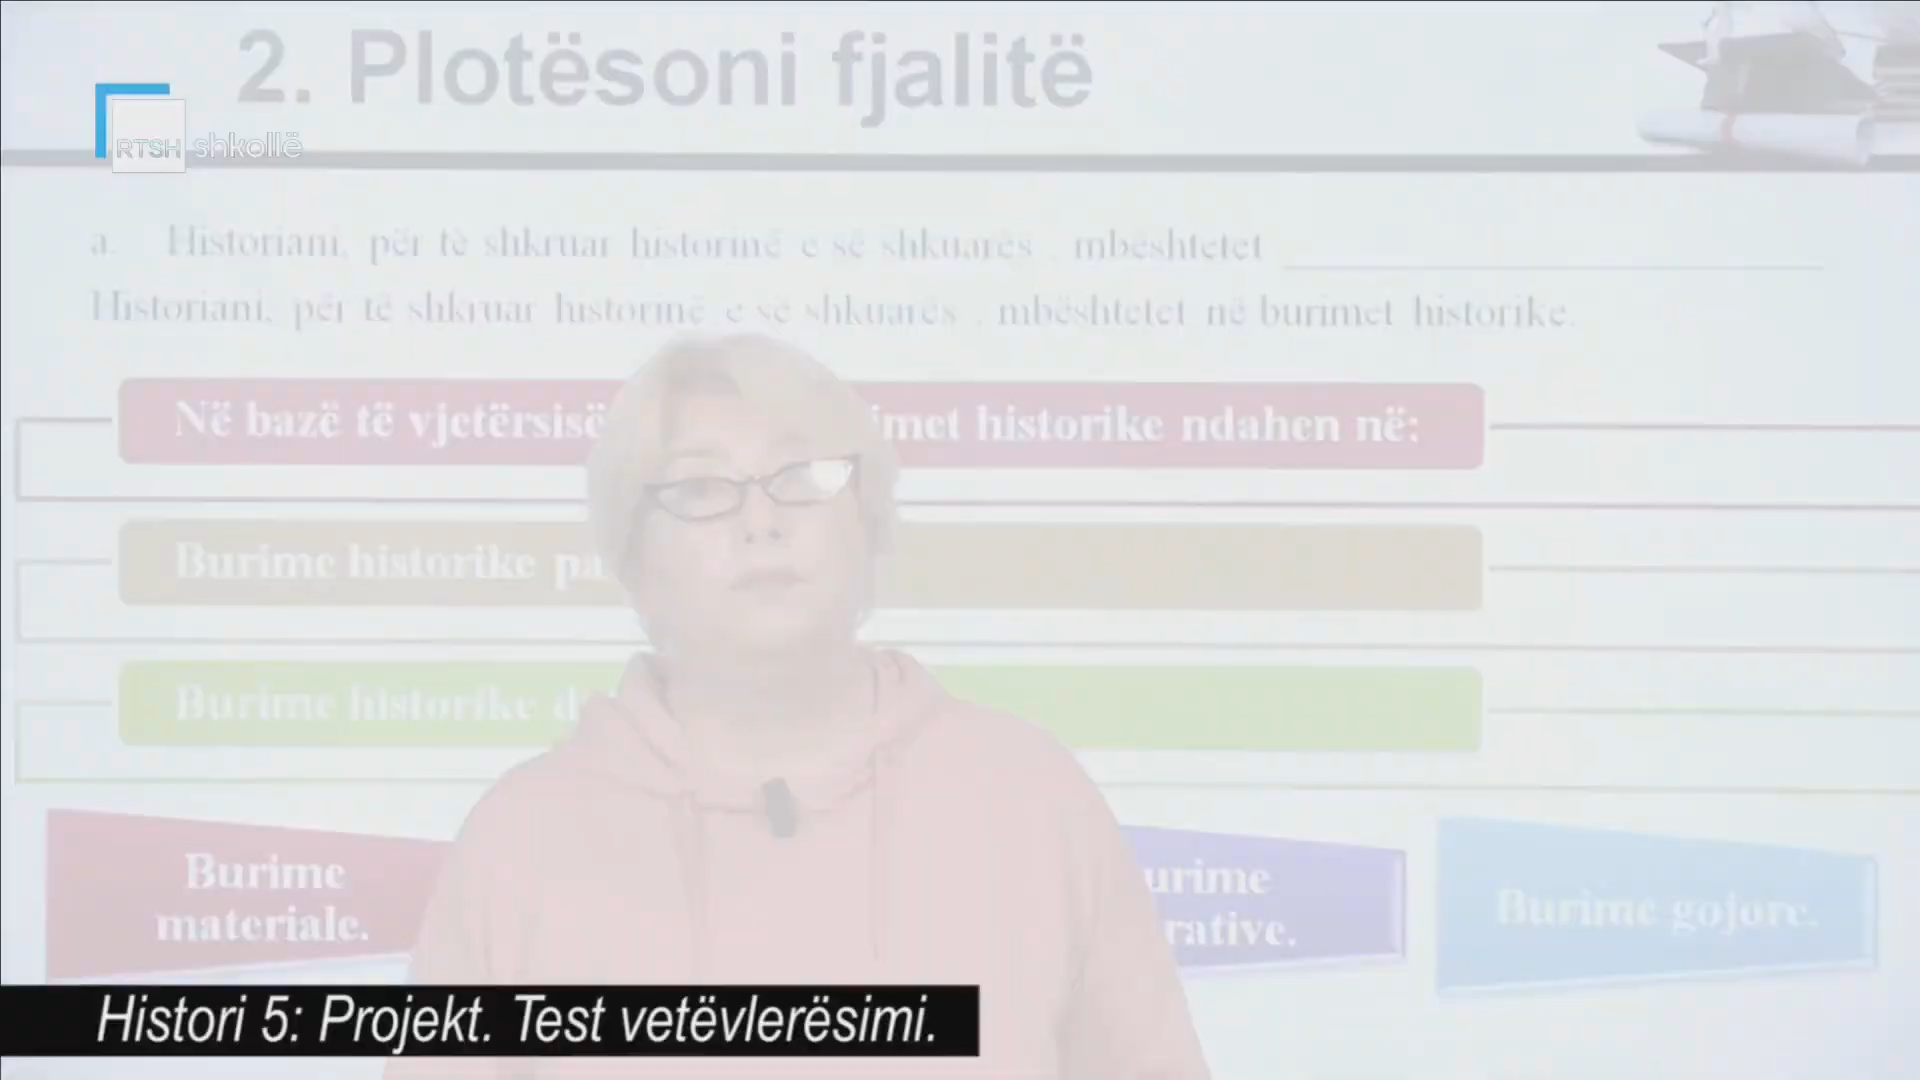 2. Plotësoni fjalitë
RTSH shkollë
a. Historiani, për të shkruar historinë e së shkuarës , mbështetet
Historiani, për të shkruar historinë e së shkuarës , mbështetet në burimet historike.
Në bazë të vjetërsisë imet historike ndahen në:
Burime historike pa
Burime historike d
Burime
materiale.
urime
rative.
Burime gojore.
Histori 5: Projekt. Test vetëvlerësimi.